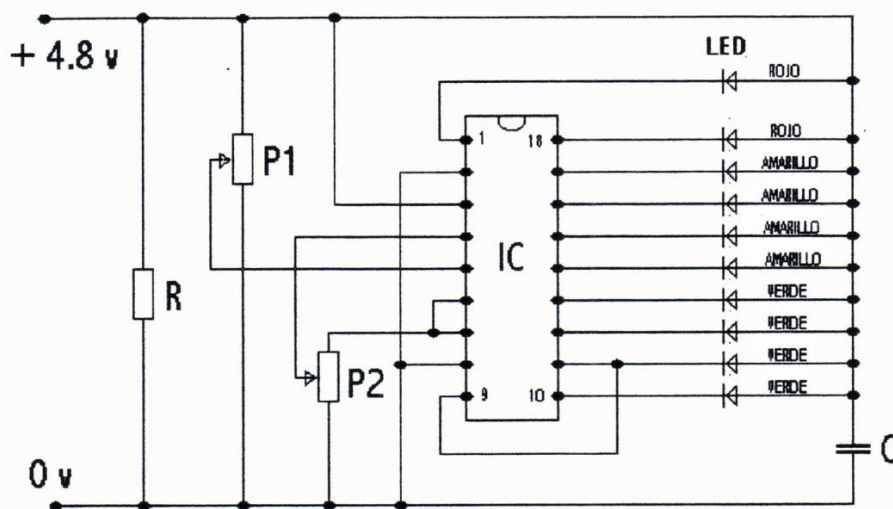 + 4.8 v
LED
ROJO
P1
1
18
ROJO
AMARILLO
AMARILLO
AMARILLO
AMARILLO
IC
R
VERDE
VERDE
P2
VERDE
9
10
VERDE
C
0 v